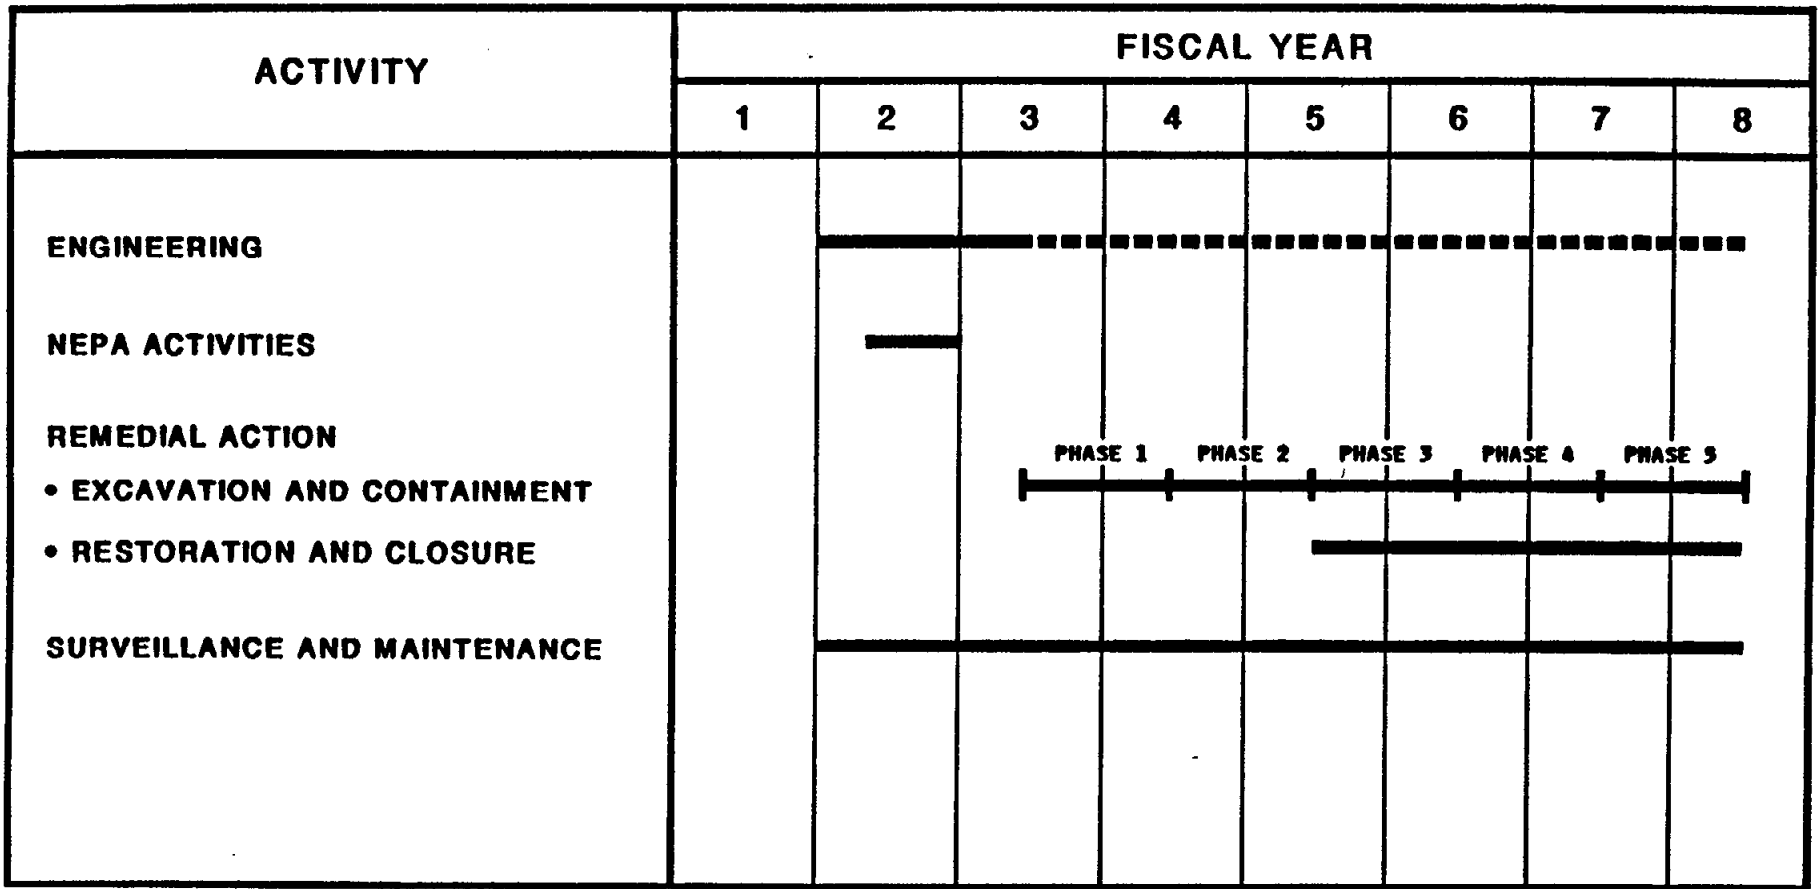 ACTIVITY
FISCAL YEAR
1 2 3 4 5 6 7 8
ENGINEERING
NEPA ACTIVITIES
REMEDIAL ACTION
PHASE 1 PHASE 2 PHASE 3 PHASE 4 PHASE 5
• EXCAVATION AND CONTAINMENT
• RESTORATION AND CLOSURE
SURVEILLANCE AND MAINTENANCE